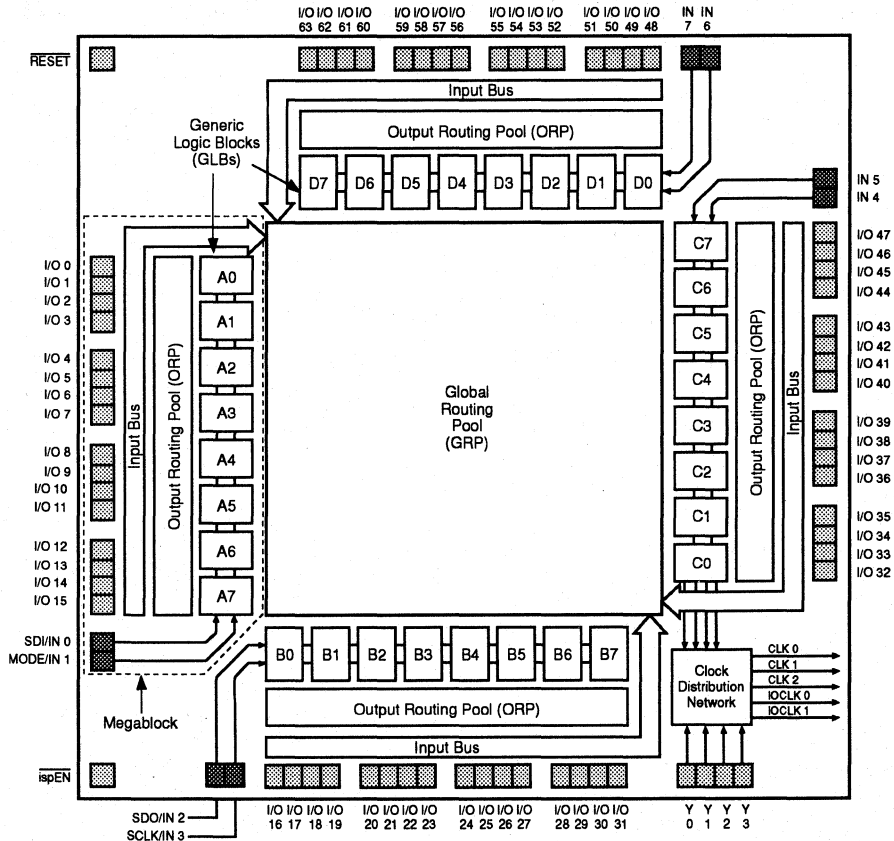 I/O I/O I/O I/O
63 62 61 60
I/O I/O I/O I/O
59 58 57 56
I/O I/O I/O I/O
55 54 53 52
I/O I/O I/O I/O
51 50 49 48
IN IN
7 6
RESET
Input Bus
Output Routing Pool (ORP)
Generic
Logic Blocks
(GLBs)
D7 D6 D5 D4 D3 D2 D1 D0
IN 5
IN 4
I/O 0
I/O 1
I/O 2
I/O 3
I/O 4
I/O 5
I/O 6
I/O 7
I/O 8
I/O 9
I/O 10
I/O 11
I/O 12
I/O 13
I/O 14
I/O 15
SDI/IN 0
MODE/IN 1
Input Bus
Output Routing Pool (ORP)
A0
A1
A2
A3
A4
A5
A6
A7
Megablock
Global
Routing
Pool
(GRP)
C7
C6
C5
C4
C3
C2
C1
C0
Output Routing Pool (ORP)
Input Bus
I/O 47
I/O 46
I/O 45
I/O 44
I/O 43
I/O 42
I/O 41
I/O 40
I/O 39
I/O 38
I/O 37
I/O 36
I/O 35
I/O 34
I/O 33
I/O 32
B0 B1 B2 B3 B4 B5 B6 B7
Output Routing Pool (ORP)
Input Bus
Clock
Distribution
Network
CLK 0
CLK 1
CLK 2
IOCLK 0
IOCLK 1
ispEN
SDO/IN 2
SCLK/IN 3
I/O I/O I/O I/O
16 17 18 19
I/O I/O I/O I/O
20 21 22 23
I/O I/O I/O I/O
24 25 26 27
I/O I/O I/O I/O
28 29 30 31
Y Y Y Y
0 1 2 3